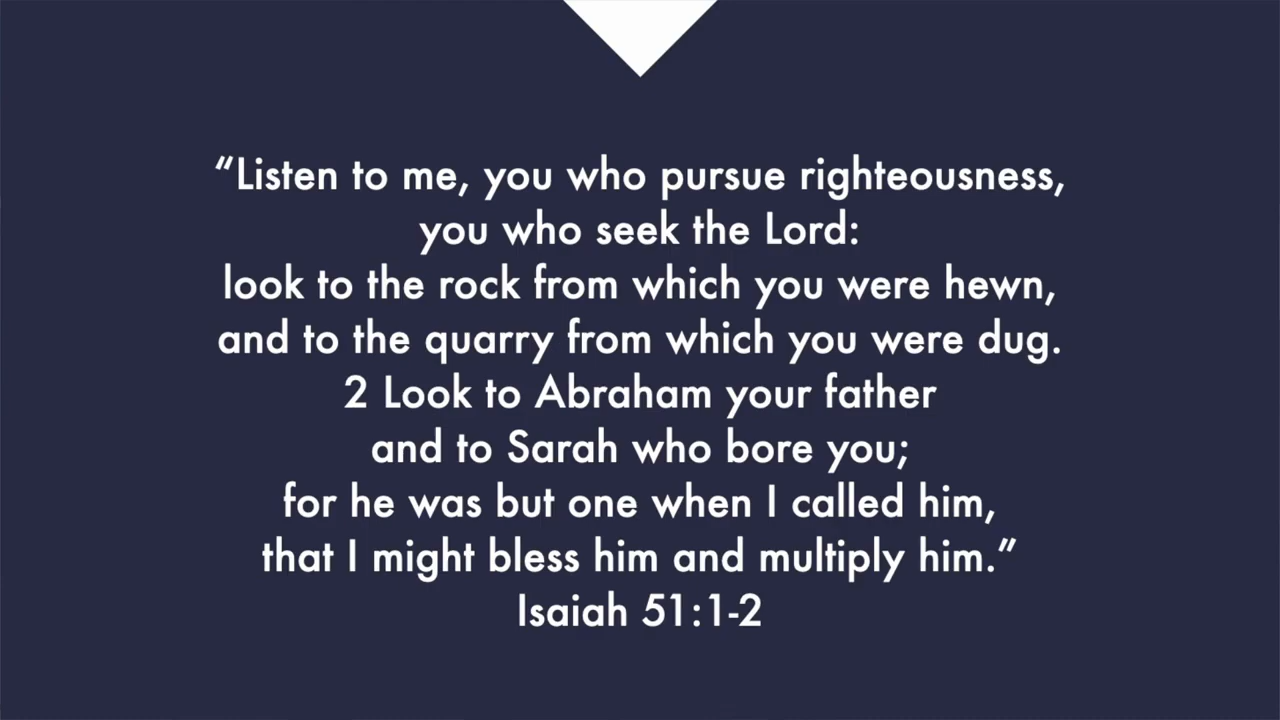 “Listen to me, you who pursue righteousness,
you who seek the Lord:
look to the rock from which you were hewn,
and to the quarry from which you were dug.
2 Look to Abraham your father
and to Sarah who bore you;
for he was but one when I called him,
that I might bless him and multiply him.”
Isaiah 51:1-2